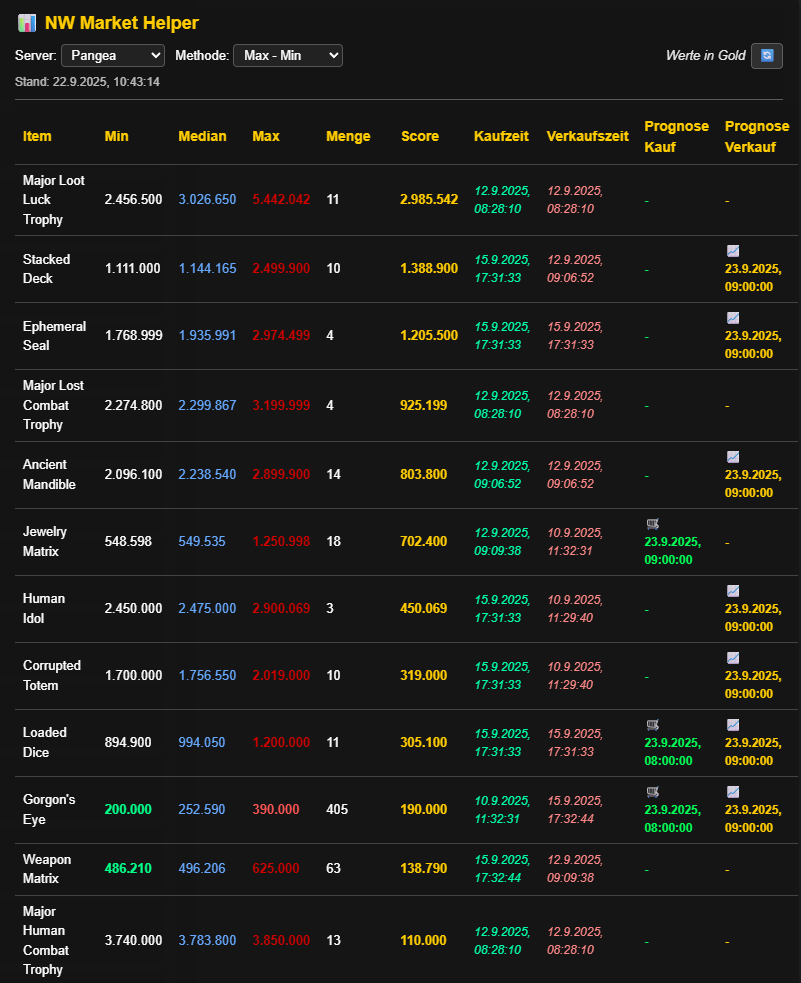 NW Market Helper
Server: Pangea Methode: Max - Min Werte in Gold
Stand: 22.9.2025, 10:43:14
Item Min Median Max Menge Score Kaufzeit Verkaufszeit Prognose Kauf Prognose Verkauf
Major Loot Luck Trophy 2.456.500 3.026.650 5.442.042 11 2.985.542 12.9.2025, 08:28:10 12.9.2025, 08:28:10 - -
Stacked Deck 1.111.000 1.144.165 2.499.900 10 1.388.900 15.9.2025, 17:31:33 12.9.2025, 09:06:52 - 23.9.2025, 09:00:00
Ephemeral Seal 1.768.999 1.935.991 2.974.499 4 1.205.500 15.9.2025, 17:31:33 15.9.2025, 17:31:33 - 23.9.2025, 09:00:00
Major Lost Combat Trophy 2.274.800 2.299.867 3.199.999 4 925.199 12.9.2025, 08:28:10 12.9.2025, 08:28:10 - -
Ancient Mandible 2.096.100 2.238.540 2.899.900 14 803.800 12.9.2025, 09:06:52 12.9.2025, 09:06:52 - 23.9.2025, 09:00:00
Jewelry Matrix 548.598 549.535 1.250.998 18 702.400 12.9.2025, 09:09:38 10.9.2025, 11:32:31 23.9.2025, 09:00:00 -
Human Idol 2.450.000 2.475.000 2.900.069 3 450.069 15.9.2025, 17:31:33 10.9.2025, 11:29:40 - 23.9.2025, 09:00:00
Corrupted Totem 1.700.000 1.756.550 2.019.000 10 319.000 15.9.2025, 17:31:33 10.9.2025, 11:29:40 - 23.9.2025, 09:00:00
Loaded Dice 894.900 994.050 1.200.000 11 305.100 15.9.2025, 17:31:33 15.9.2025, 17:31:33 23.9.2025, 08:00:00 23.9.2025, 09:00:00
Gorgon's Eye 200.000 252.590 390.000 405 190.000 10.9.2025, 11:32:31 15.9.2025, 17:32:44 23.9.2025, 08:00:00 23.9.2025, 09:00:00
Weapon Matrix 486.210 496.206 625.000 63 138.790 15.9.2025, 17:32:44 12.9.2025, 09:09:38 - -
Major Human Combat Trophy 3.740.000 3.783.800 3.850.000 13 110.000 12.9.2025, 08:28:10 12.9.2025, 08:28:10 - -